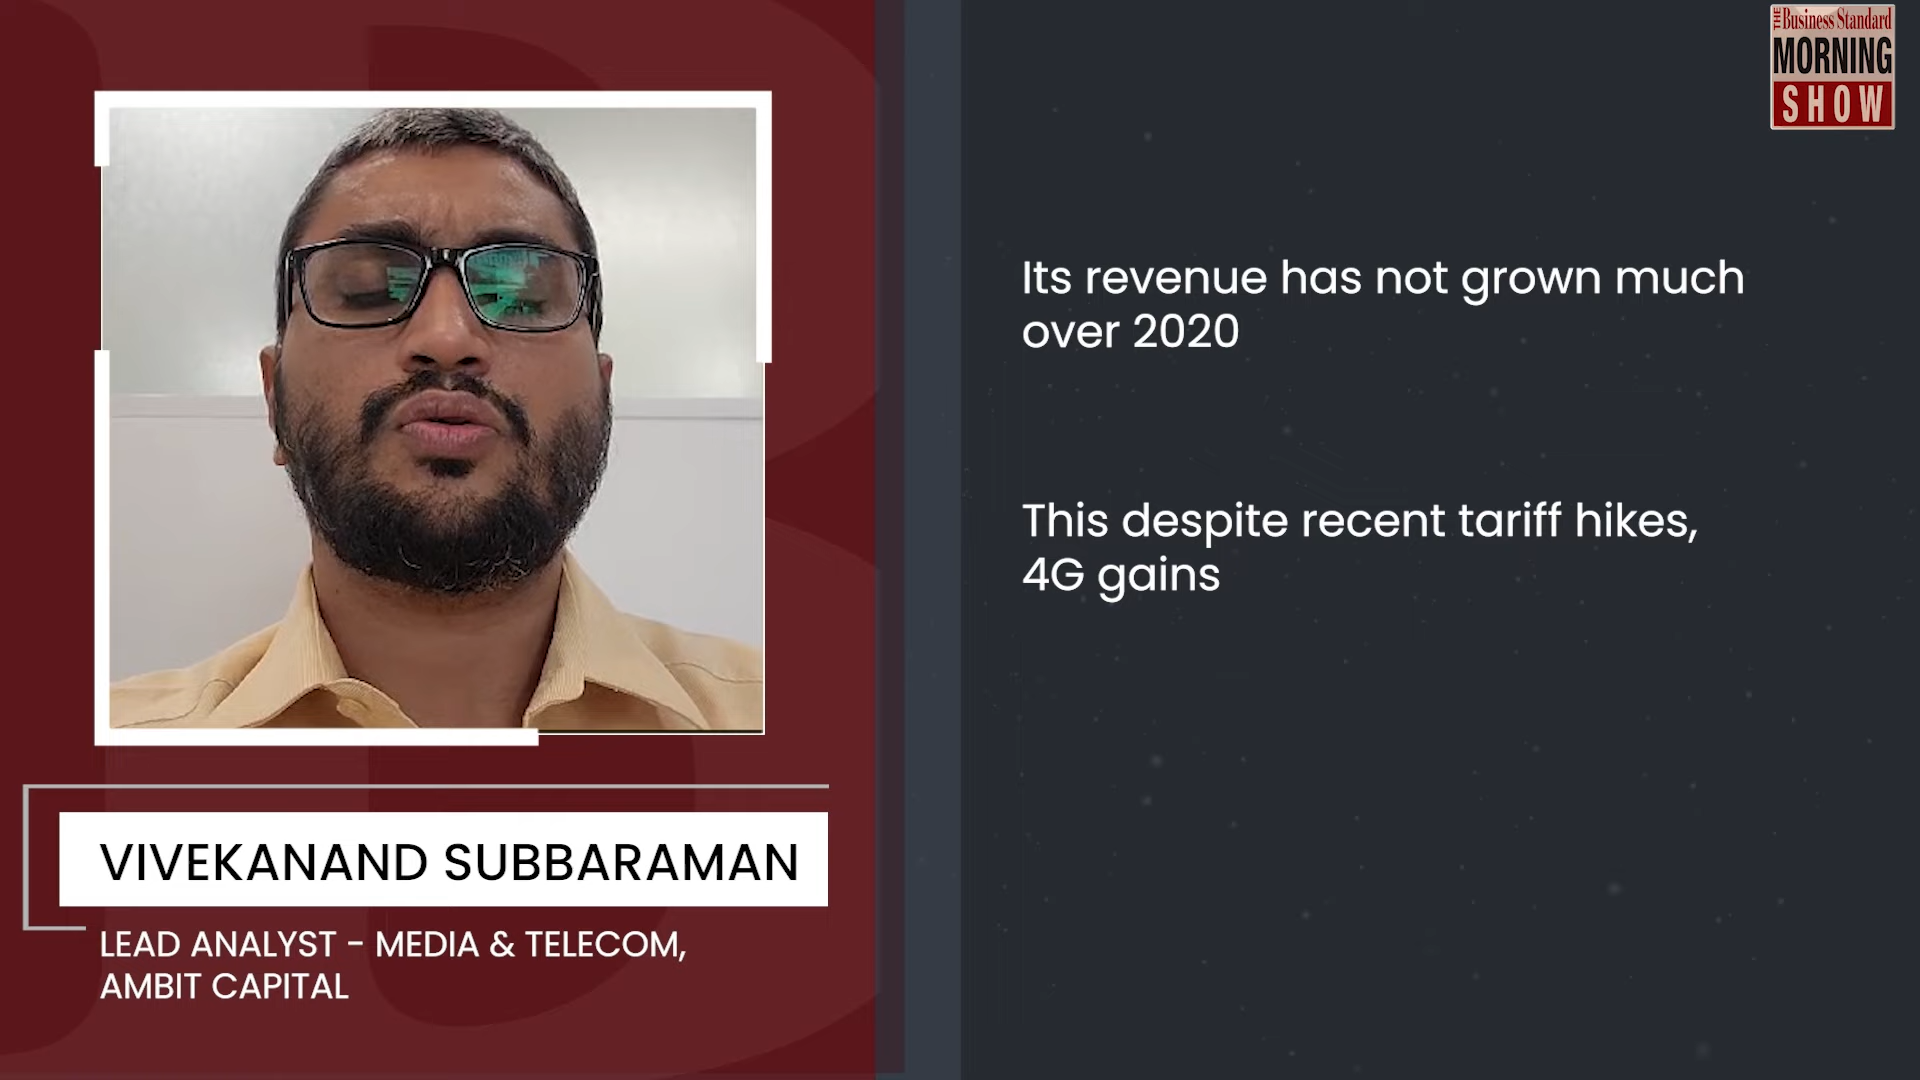 THE Business Standard
MORNING
SHOW
Its revenue has not grown much
over 2020
This despite recent tariff hikes,
4G gains
VIVEKANAND SUBBARAMAN
LEAD ANALYST - MEDIA & TELECOM,
AMBIT CAPITAL